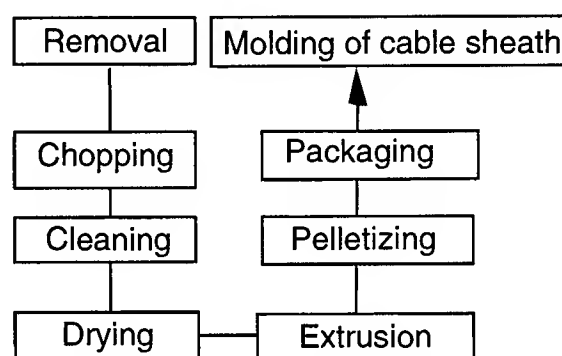 Removal
Chopping
Cleaning
Drying
Extrusion
Pelletizing
Packaging
Molding of cable sheath